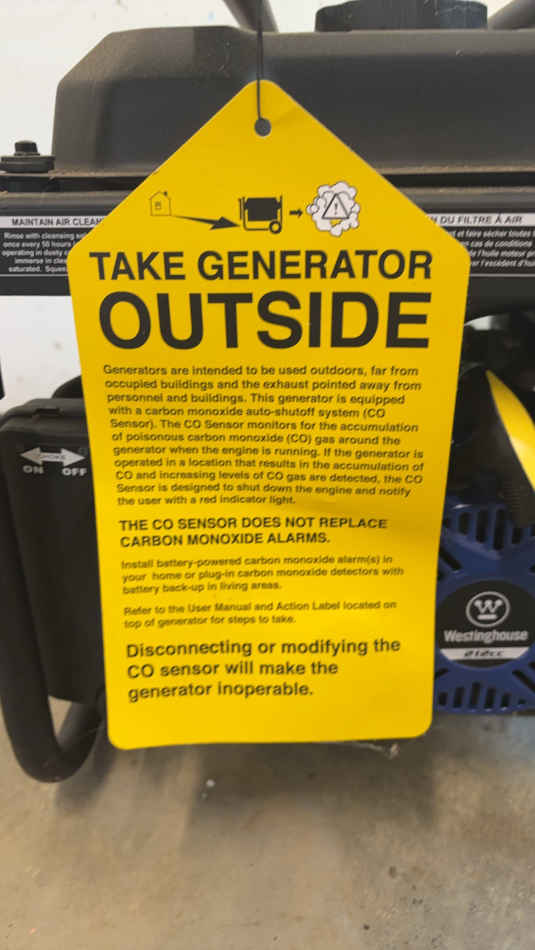 MAINTAIN AIR CLEAN
Rinse with cleansing so
once every 50 hours (
operating in dusty c
immerse in clea
saturated. Squee
N DU FILTRE À AIR
et faire sécher toutes l
en cas de conditions
de l'huile moteur pr
er l'excédent d'hui
TAKE GENERATOR
OUTSIDE
Generators are intended to be used outdoors, far from
occupied buildings and the exhaust pointed away from
personnel and buildings. This generator is equipped
with a carbon monoxide auto-shutoff system (CO
Sensor). The CO Sensor monitors for the accumulation
of poisonous carbon monoxide (CO) gas around the
generator when the engine is running. If the generator is
operated in a location that results in the accumulation of
CO and increasing levels of CO gas are detected, the CO
Sensor is designed to shut down the engine and notify
the user with a red indicator light.
THE CO SENSOR DOES NOT REPLACE
CARBON MONOXIDE ALARMS.
Install battery-powered carbon monoxide alarm(s) in
your home or plug-in carbon monoxide detectors with
battery back-up in living areas.
Refer to the User Manual and Action Label located on
top of generator for steps to take.
Disconnecting or modifying the
CO sensor will make the
generator inoperable.
CHOKE
ON OFF
Westinghouse
212cc